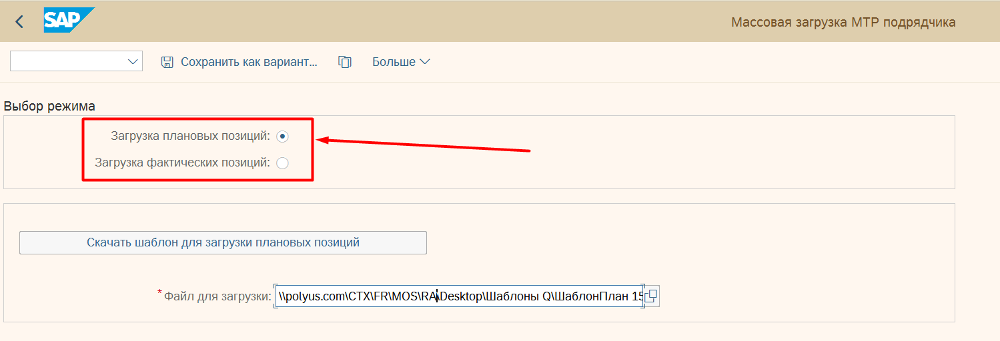 SAP
Массовая загрузка МТР подрядчика
Сохранить как вариант...
Больше
Выбор режима
Загрузка плановых позиций:
Загрузка фактических позиций:
Скачать шаблон для загрузки плановых позиций
* Файл для загрузки: \\polyus.com\CTX\FR\MOS\RA\Desktop\Шаблоны Q\ШаблонПлан 15